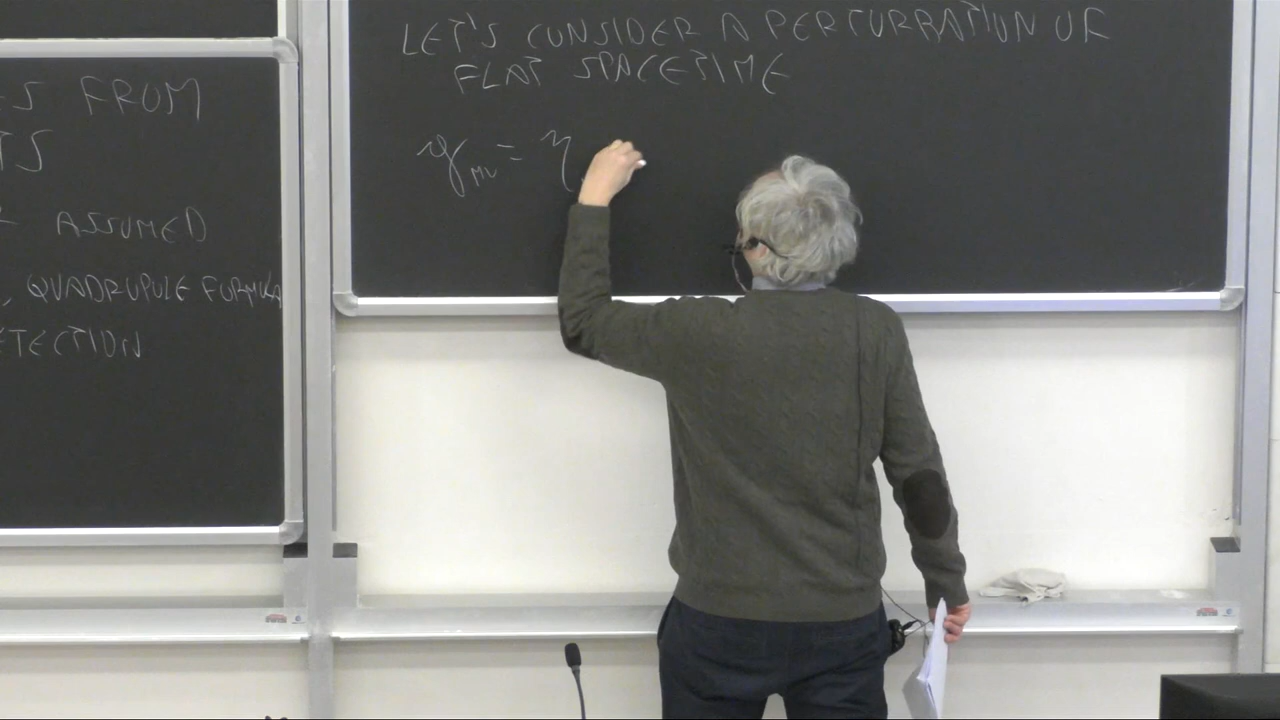 ES FROM
TS
ASSUMED
, QUADRUPOLE FORMULA
ETECTION
LET'S CONSIDER A PERTURBATION OF
FLAT SPACETIME
g_μν = η